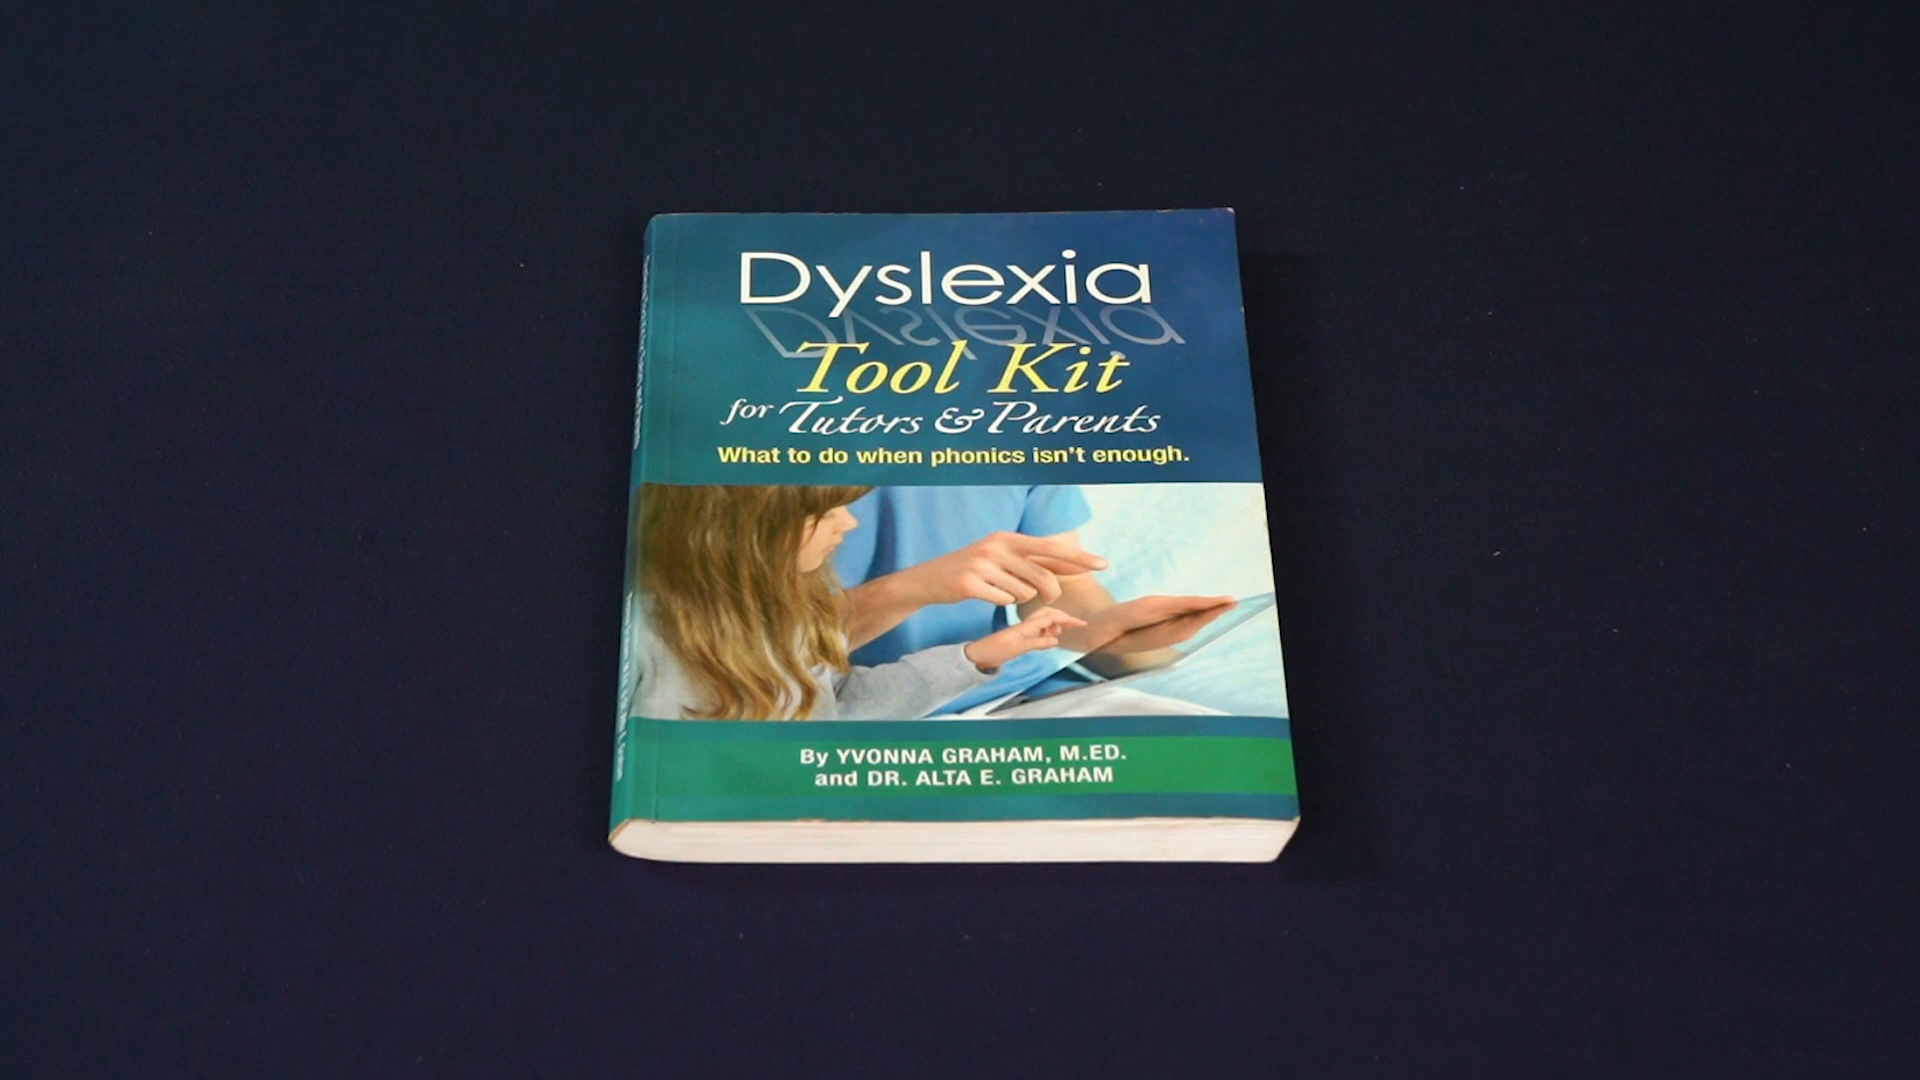 Dyslexia
Dyslexia
Tool Kit
for Tutors & Parents
What to do when phonics isn't enough.
By YVONNA GRAHAM, M.ED.
and DR. ALTA E. GRAHAM